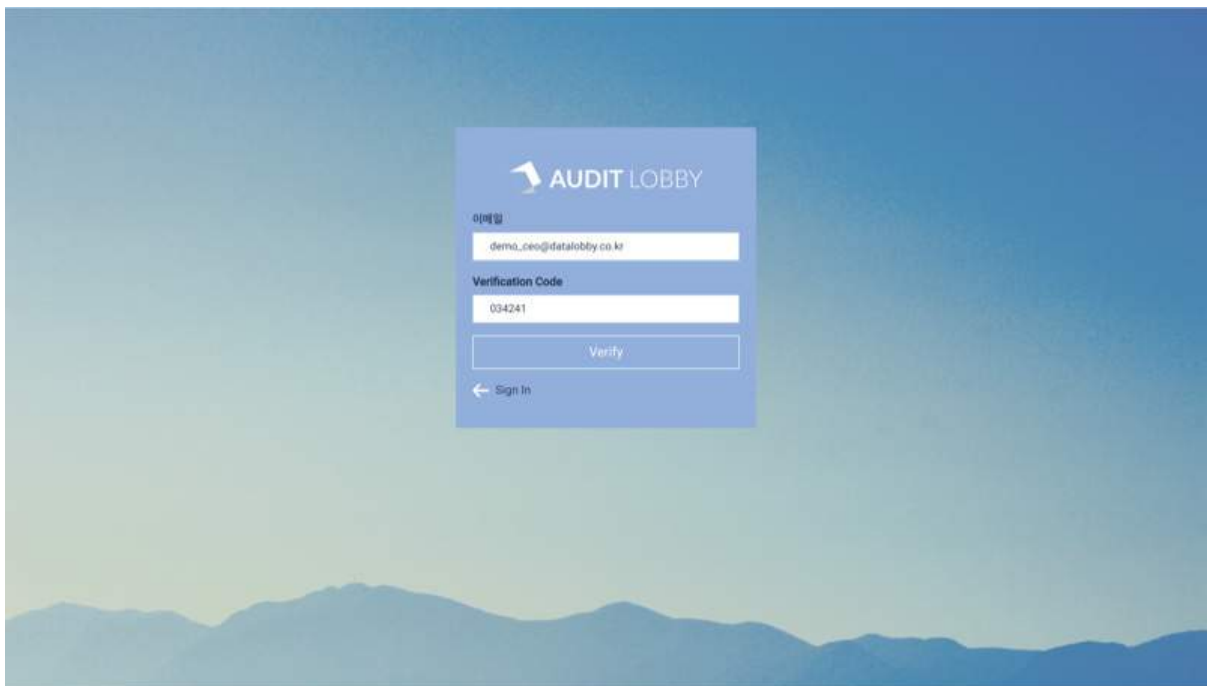 AUDIT LOBBY
이메일
demo_ceo@datalobby.co.kr
Verification Code
034241
Verify
Sign In